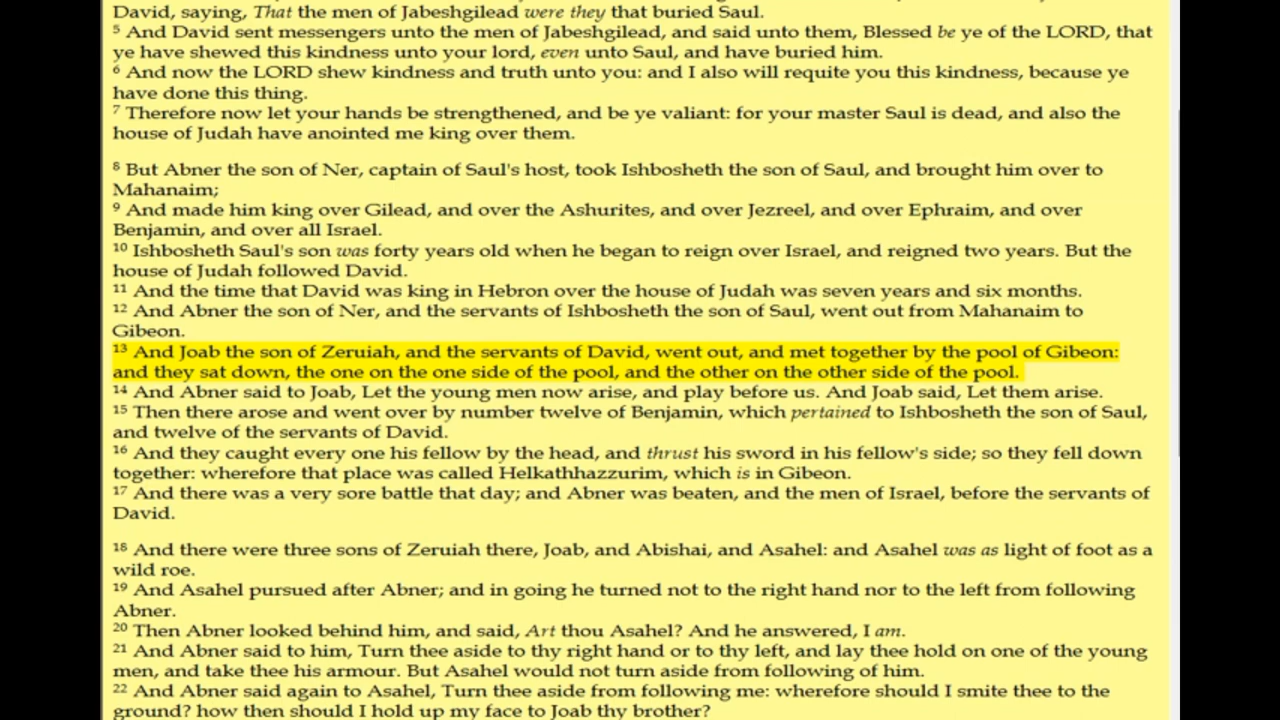 David, saying, That the men of Jabeshgilead were they that buried Saul.
5 And David sent messengers unto the men of Jabeshgilead, and said unto them, Blessed be ye of the LORD, that
ye have shewed this kindness unto your lord, even unto Saul, and have buried him.
6 And now the LORD shew kindness and truth unto you: and I also will requite you this kindness, because ye
have done this thing.
7 Therefore now let your hands be strengthened, and be ye valiant: for your master Saul is dead, and also the
house of Judah have anointed me king over them.
8 But Abner the son of Ner, captain of Saul's host, took Ishbosheth the son of Saul, and brought him over to
Mahanaim;
9 And made him king over Gilead, and over the Ashurites, and over Jezreel, and over Ephraim, and over
Benjamin, and over all Israel.
10 Ishbosheth Saul's son was forty years old when he began to reign over Israel, and reigned two years. But the
house of Judah followed David.
11 And the time that David was king in Hebron over the house of Judah was seven years and six months.
12 And Abner the son of Ner, and the servants of Ishbosheth the son of Saul, went out from Mahanaim to
Gibeon.
13 And Joab the son of Zeruiah, and the servants of David, went out, and met together by the pool of Gibeon:
and they sat down, the one on the one side of the pool, and the other on the other side of the pool.
14 And Abner said to Joab, Let the young men now arise, and play before us. And Joab said, Let them arise.
15 Then there arose and went over by number twelve of Benjamin, which pertained to Ishbosheth the son of Saul,
and twelve of the servants of David.
16 And they caught every one his fellow by the head, and thrust his sword in his fellow's side; so they fell down
together: wherefore that place was called Helkathhazzurim, which is in Gibeon.
17 And there was a very sore battle that day; and Abner was beaten, and the men of Israel, before the servants of
David.
18 And there were three sons of Zeruiah there, Joab, and Abishai, and Asahel: and Asahel was as light of foot as a
wild roe.
19 And Asahel pursued after Abner; and in going he turned not to the right hand nor to the left from following
Abner.
20 Then Abner looked behind him, and said, Art thou Asahel? And he answered, I am.
21 And Abner said to him, Turn thee aside to thy right hand or to thy left, and lay thee hold on one of the young
men, and take thee his armour. But Asahel would not turn aside from following of him.
22 And Abner said again to Asahel, Turn thee aside from following me: wherefore should I smite thee to the
ground? how then should I hold up my face to Joab thy brother?